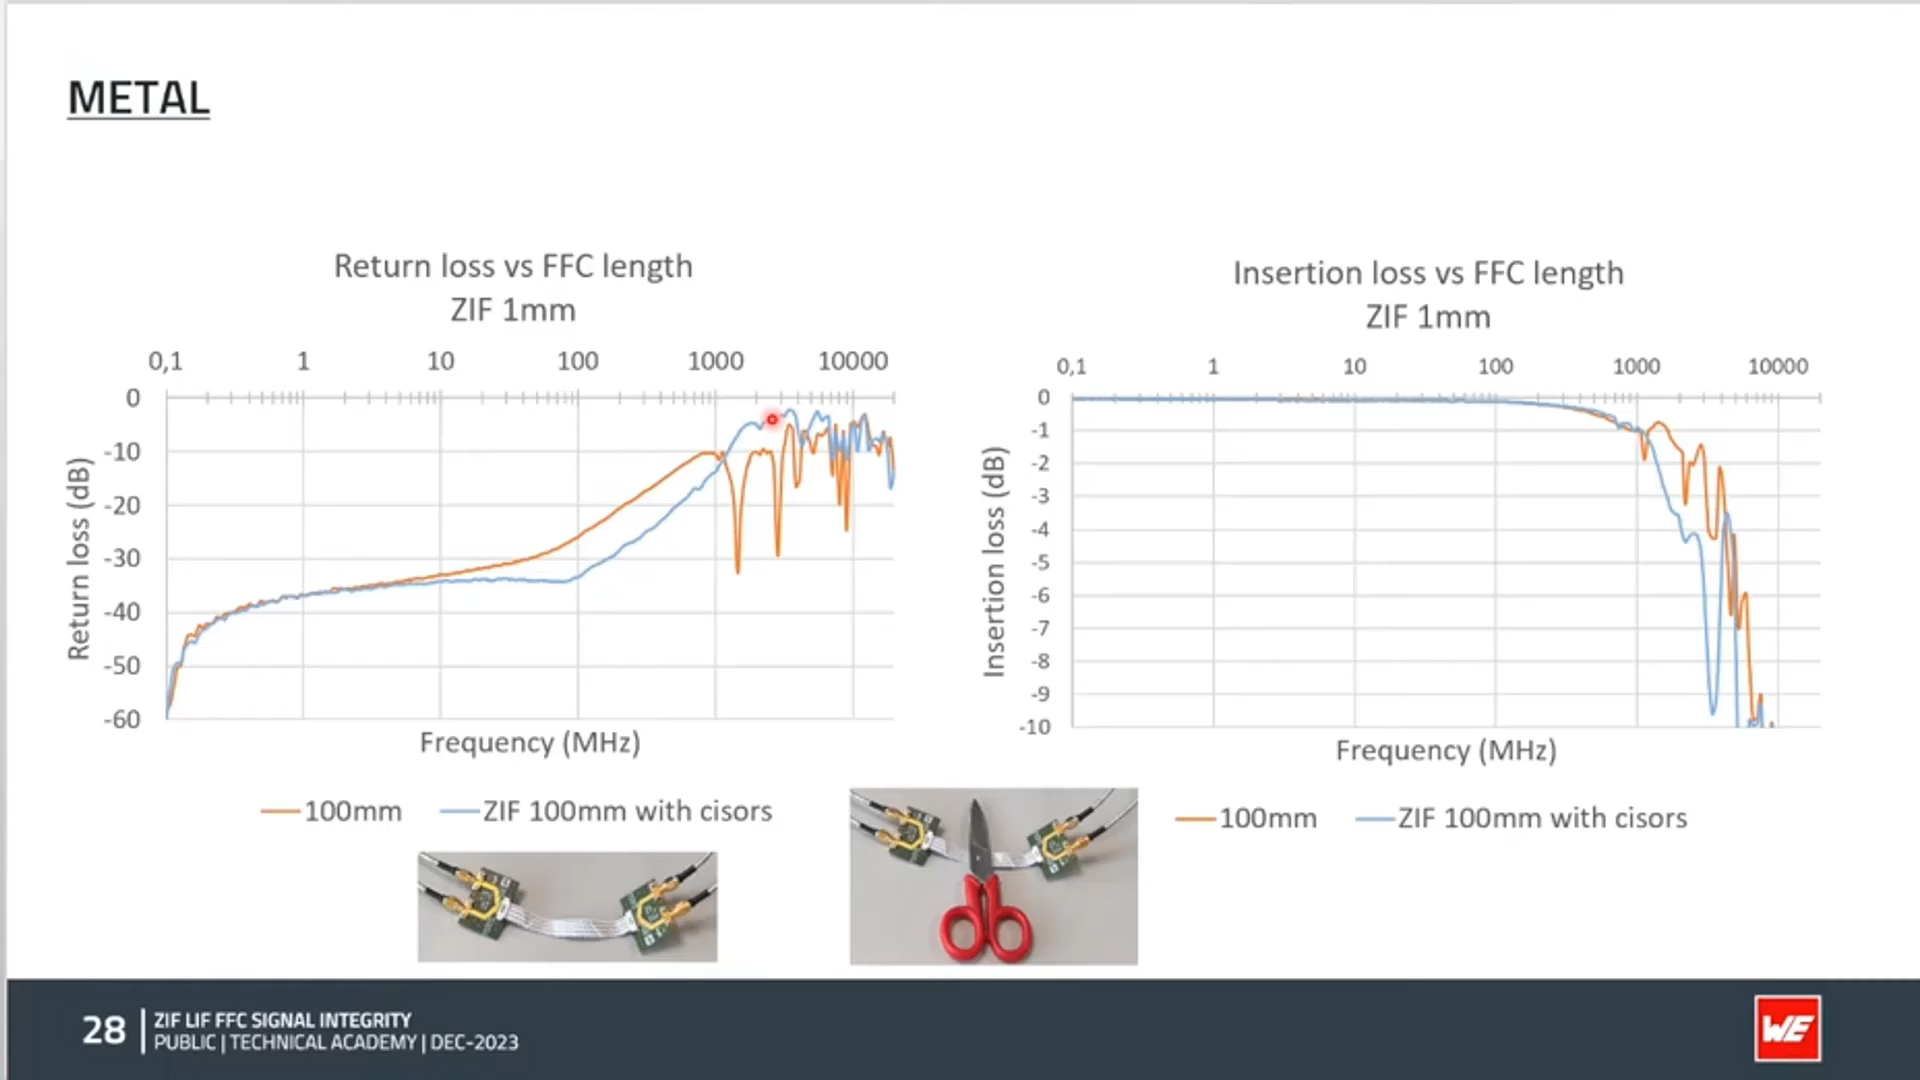 METAL
Return loss vs FFC length
ZIF 1mm
0,1 1 10 100 1000 10000
0
-10
-20
-30
-40
-50
-60
Return loss (dB)
Frequency (MHz)
100mm ZIF 100mm with cisors
Insertion loss vs FFC length
ZIF 1mm
0,1 1 10 100 1000 10000
0
-1
-2
-3
-4
-5
-6
-7
-8
-9
-10
Insertion loss (dB)
Frequency (MHz)
100mm ZIF 100mm with cisors
28
ZIF LIF FFC SIGNAL INTEGRITY
PUBLIC | TECHNICAL ACADEMY | DEC-2023
WE